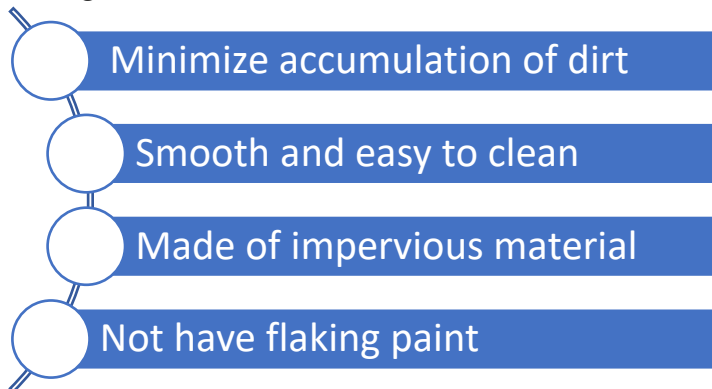 Minimize accumulation of dirt
Smooth and easy to clean
Made of impervious material
Not have flaking paint